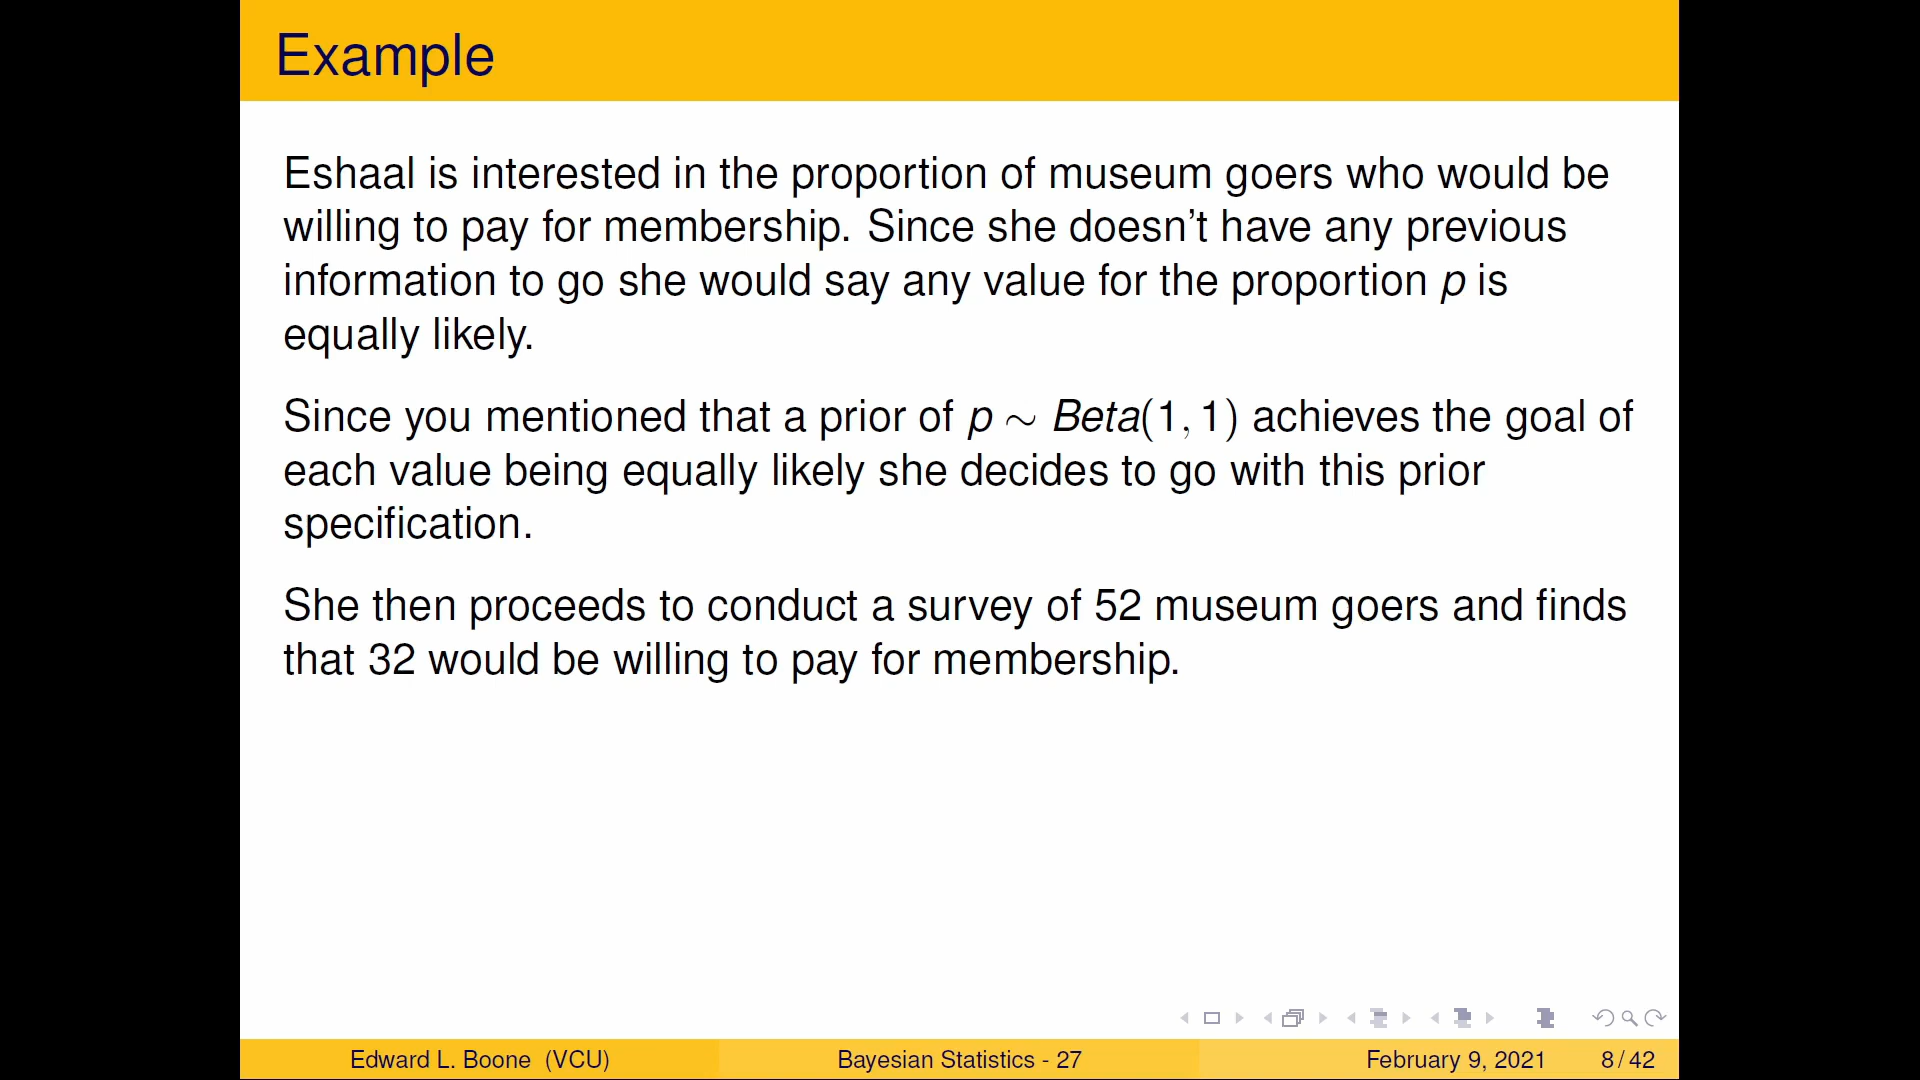 Example
Eshaal is interested in the proportion of museum goers who would be
willing to pay for membership. Since she doesn't have any previous
information to go she would say any value for the proportion p is
equally likely.
Since you mentioned that a prior of p ∼ Beta(1, 1) achieves the goal of
each value being equally likely she decides to go with this prior
specification.
She then proceeds to conduct a survey of 52 museum goers and finds
that 32 would be willing to pay for membership.
Edward L. Boone (VCU) Bayesian Statistics - 27 February 9, 2021 8 / 42